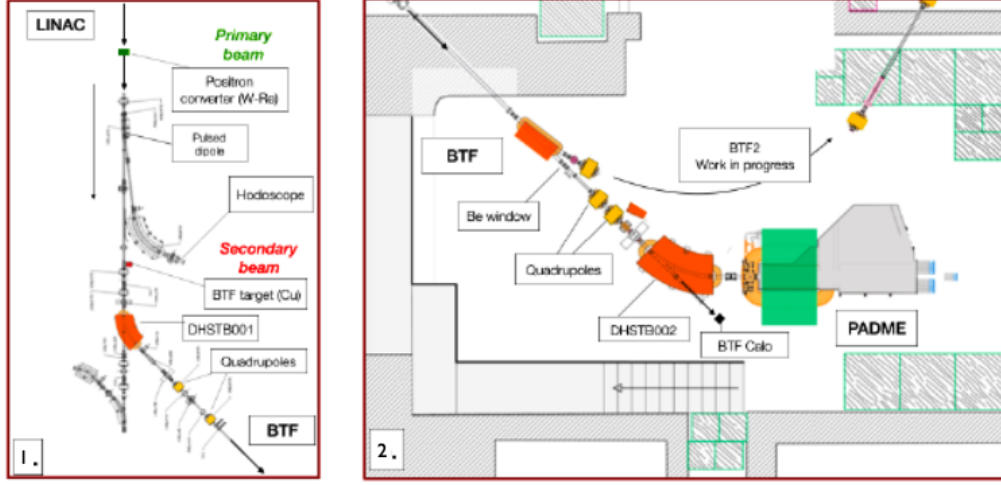 LINAC
Primary
beam
Positron
converter (W-Re)
Pulsed
dipole
Hodoscope
Secondary
beam
BTF target (Cu)
DHSTB001
Quadrupoles
BTF
1.
BTF
BTF2
Work in progress
Be window
Quadrupoles
DHSTB002
BTF Calo
PADME
2.